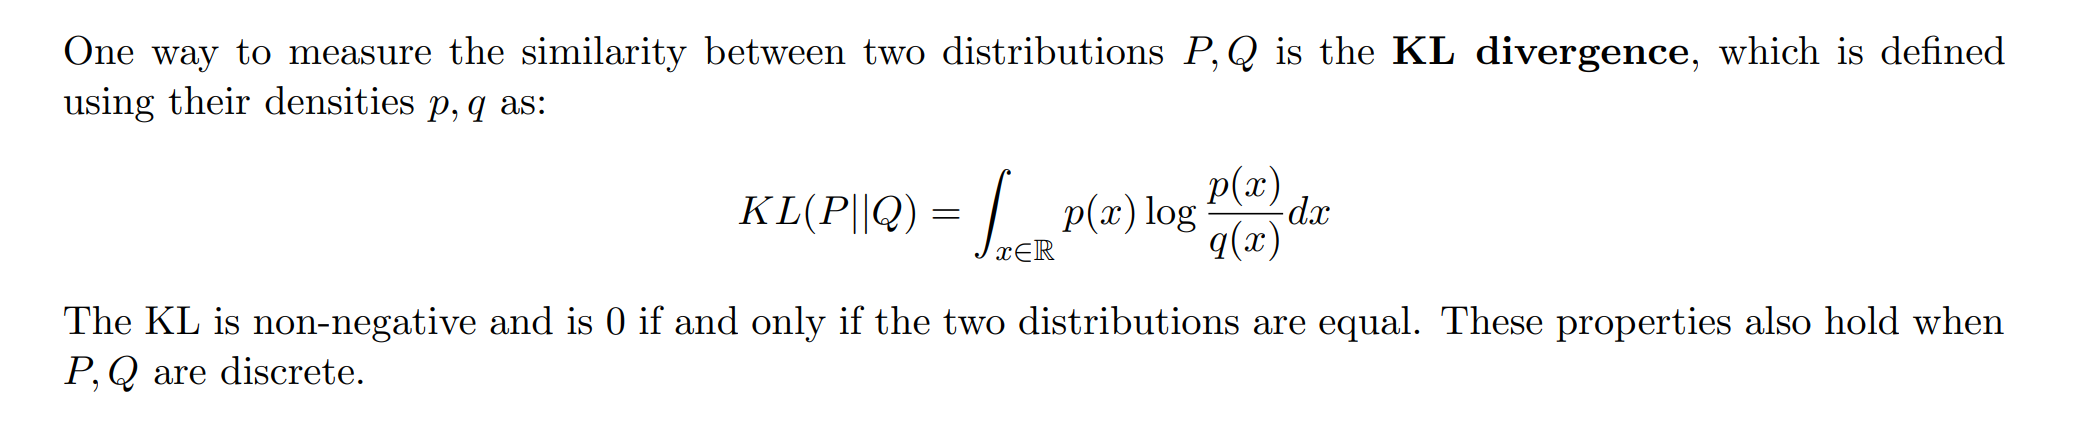 One way to measure the similarity between two distributions P, Q is the KL divergence, which is defined
using their densities p, q as:
KL(P||Q) = ∫_{x∈ℝ} p(x) log \frac{p(x)}{q(x)} dx
The KL is non-negative and is 0 if and only if the two distributions are equal. These properties also hold when
P, Q are discrete.